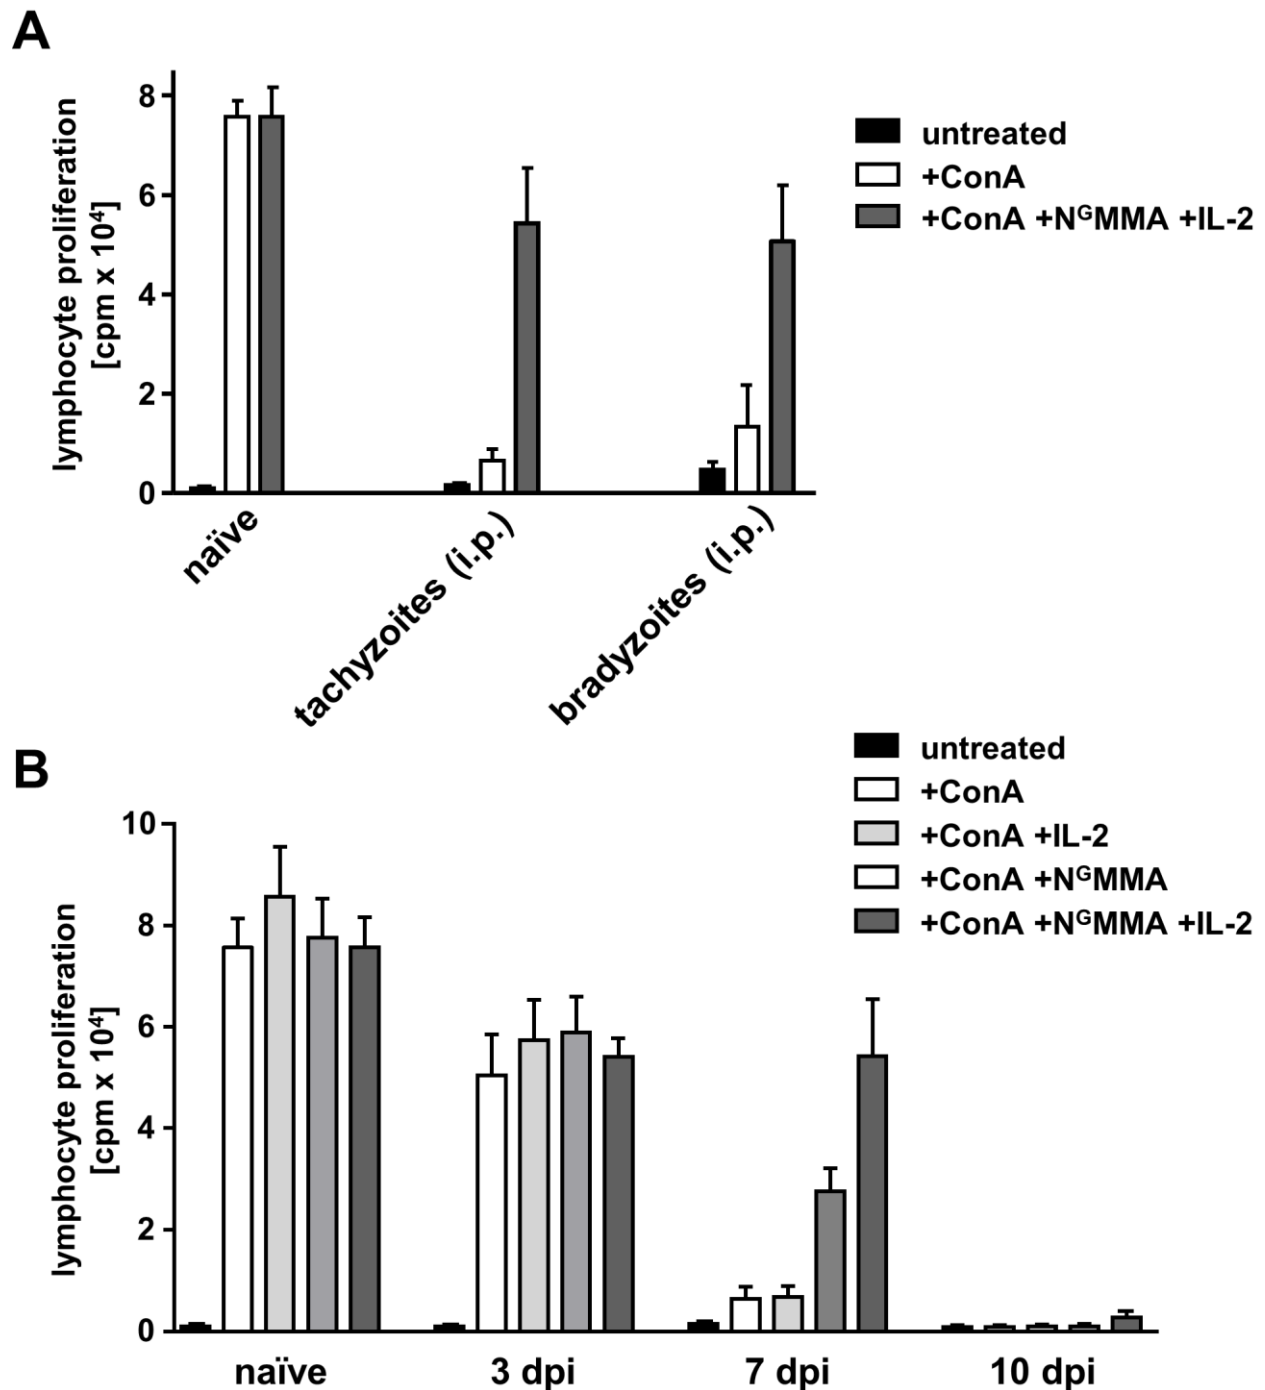 A
lymphocyte proliferation
[cpm x 10⁴]
8
6
4
2
0
naïve
tachyzoites (i.p.)
bradyzoites (i.p.)
untreated
+ConA
+ConA +NᴳMMA +IL-2
B
lymphocyte proliferation
[cpm x 10⁴]
10
8
6
4
2
0
naïve
3 dpi
7 dpi
10 dpi
untreated
+ConA
+ConA +IL-2
+ConA +NᴳMMA
+ConA +NᴳMMA +IL-2